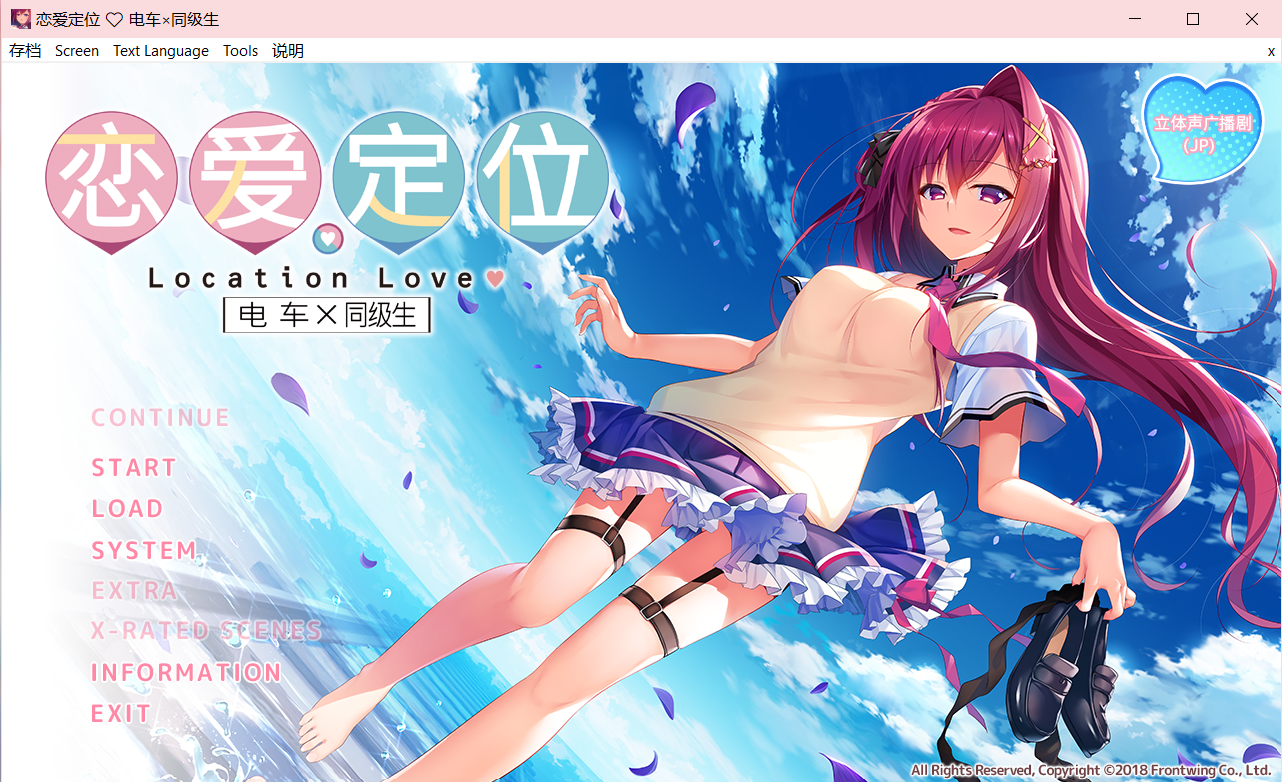 恋爱定位 ♡ 电车×同级生
存档 Screen Text Language Tools 说明 x
恋爱定位
Location Love
电车×同级生
立体声广播剧
(JP)
CONTINUE
START
LOAD
SYSTEM
EXTRA
X-RATED SCENES
INFORMATION
EXIT
All Rights Reserved, Copyright ©2018 Frontwing Co., Ltd.